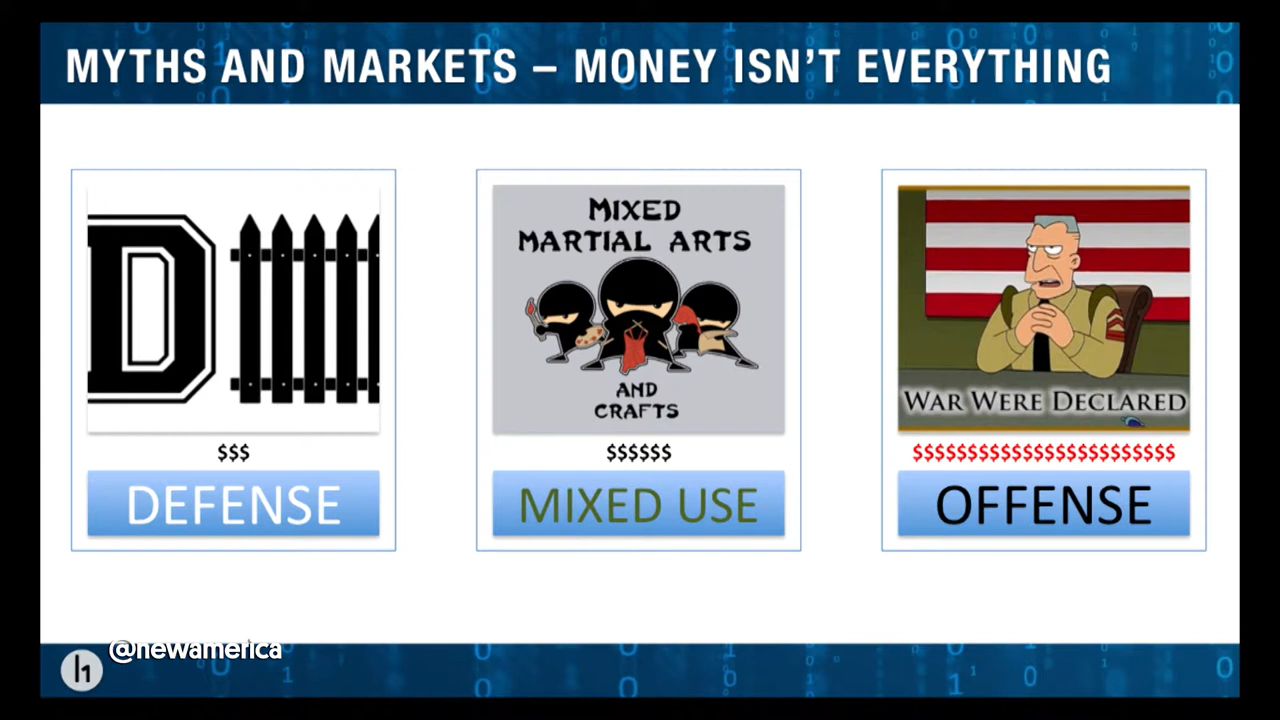 MYTHS AND MARKETS – MONEY ISN'T EVERYTHING
D
$$$
DEFENSE
MIXED
MARTIAL ARTS
AND
CRAFTS
$$$$$$
MIXED USE
WAR WERE DECLARED
$$$$$$$$$$$$$$$$$$$$$$$$
OFFENSE
@newamerica
h1